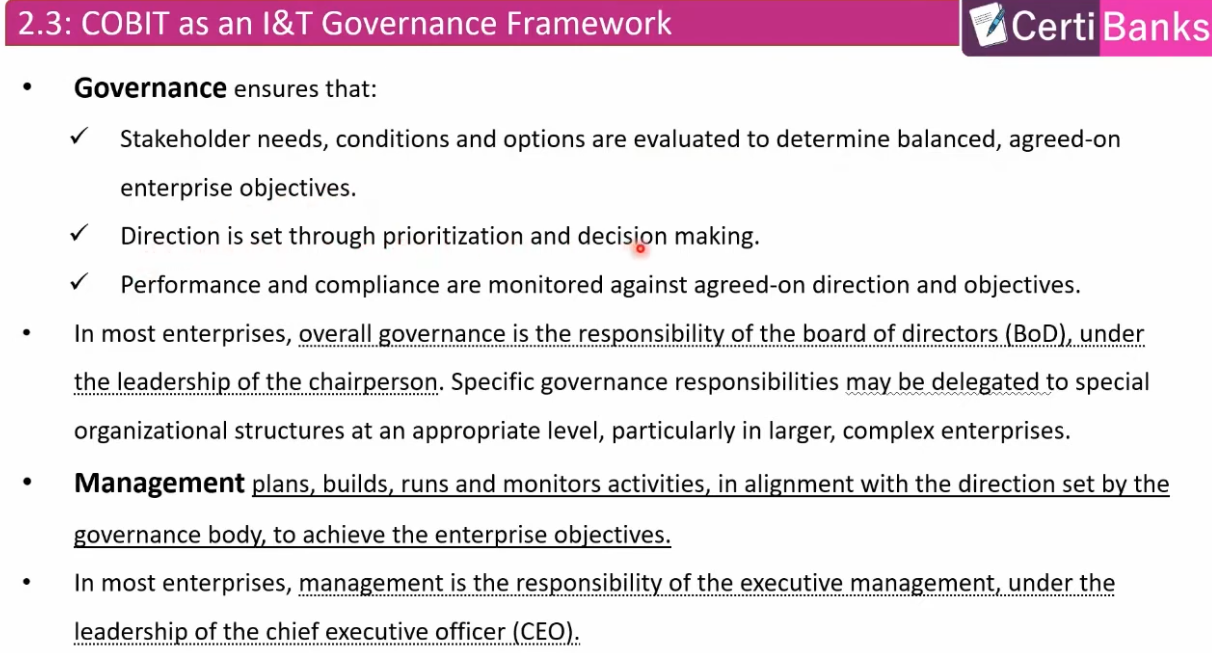 2.3: COBIT as an I&T Governance Framework
CertiBanks
• Governance ensures that:
✓ Stakeholder needs, conditions and options are evaluated to determine balanced, agreed-on
enterprise objectives.
✓ Direction is set through prioritization and decision making.
✓ Performance and compliance are monitored against agreed-on direction and objectives.
• In most enterprises, overall governance is the responsibility of the board of directors (BoD), under
the leadership of the chairperson. Specific governance responsibilities may be delegated to special
organizational structures at an appropriate level, particularly in larger, complex enterprises.
• Management plans, builds, runs and monitors activities, in alignment with the direction set by the
governance body, to achieve the enterprise objectives.
• In most enterprises, management is the responsibility of the executive management, under the
leadership of the chief executive officer (CEO).